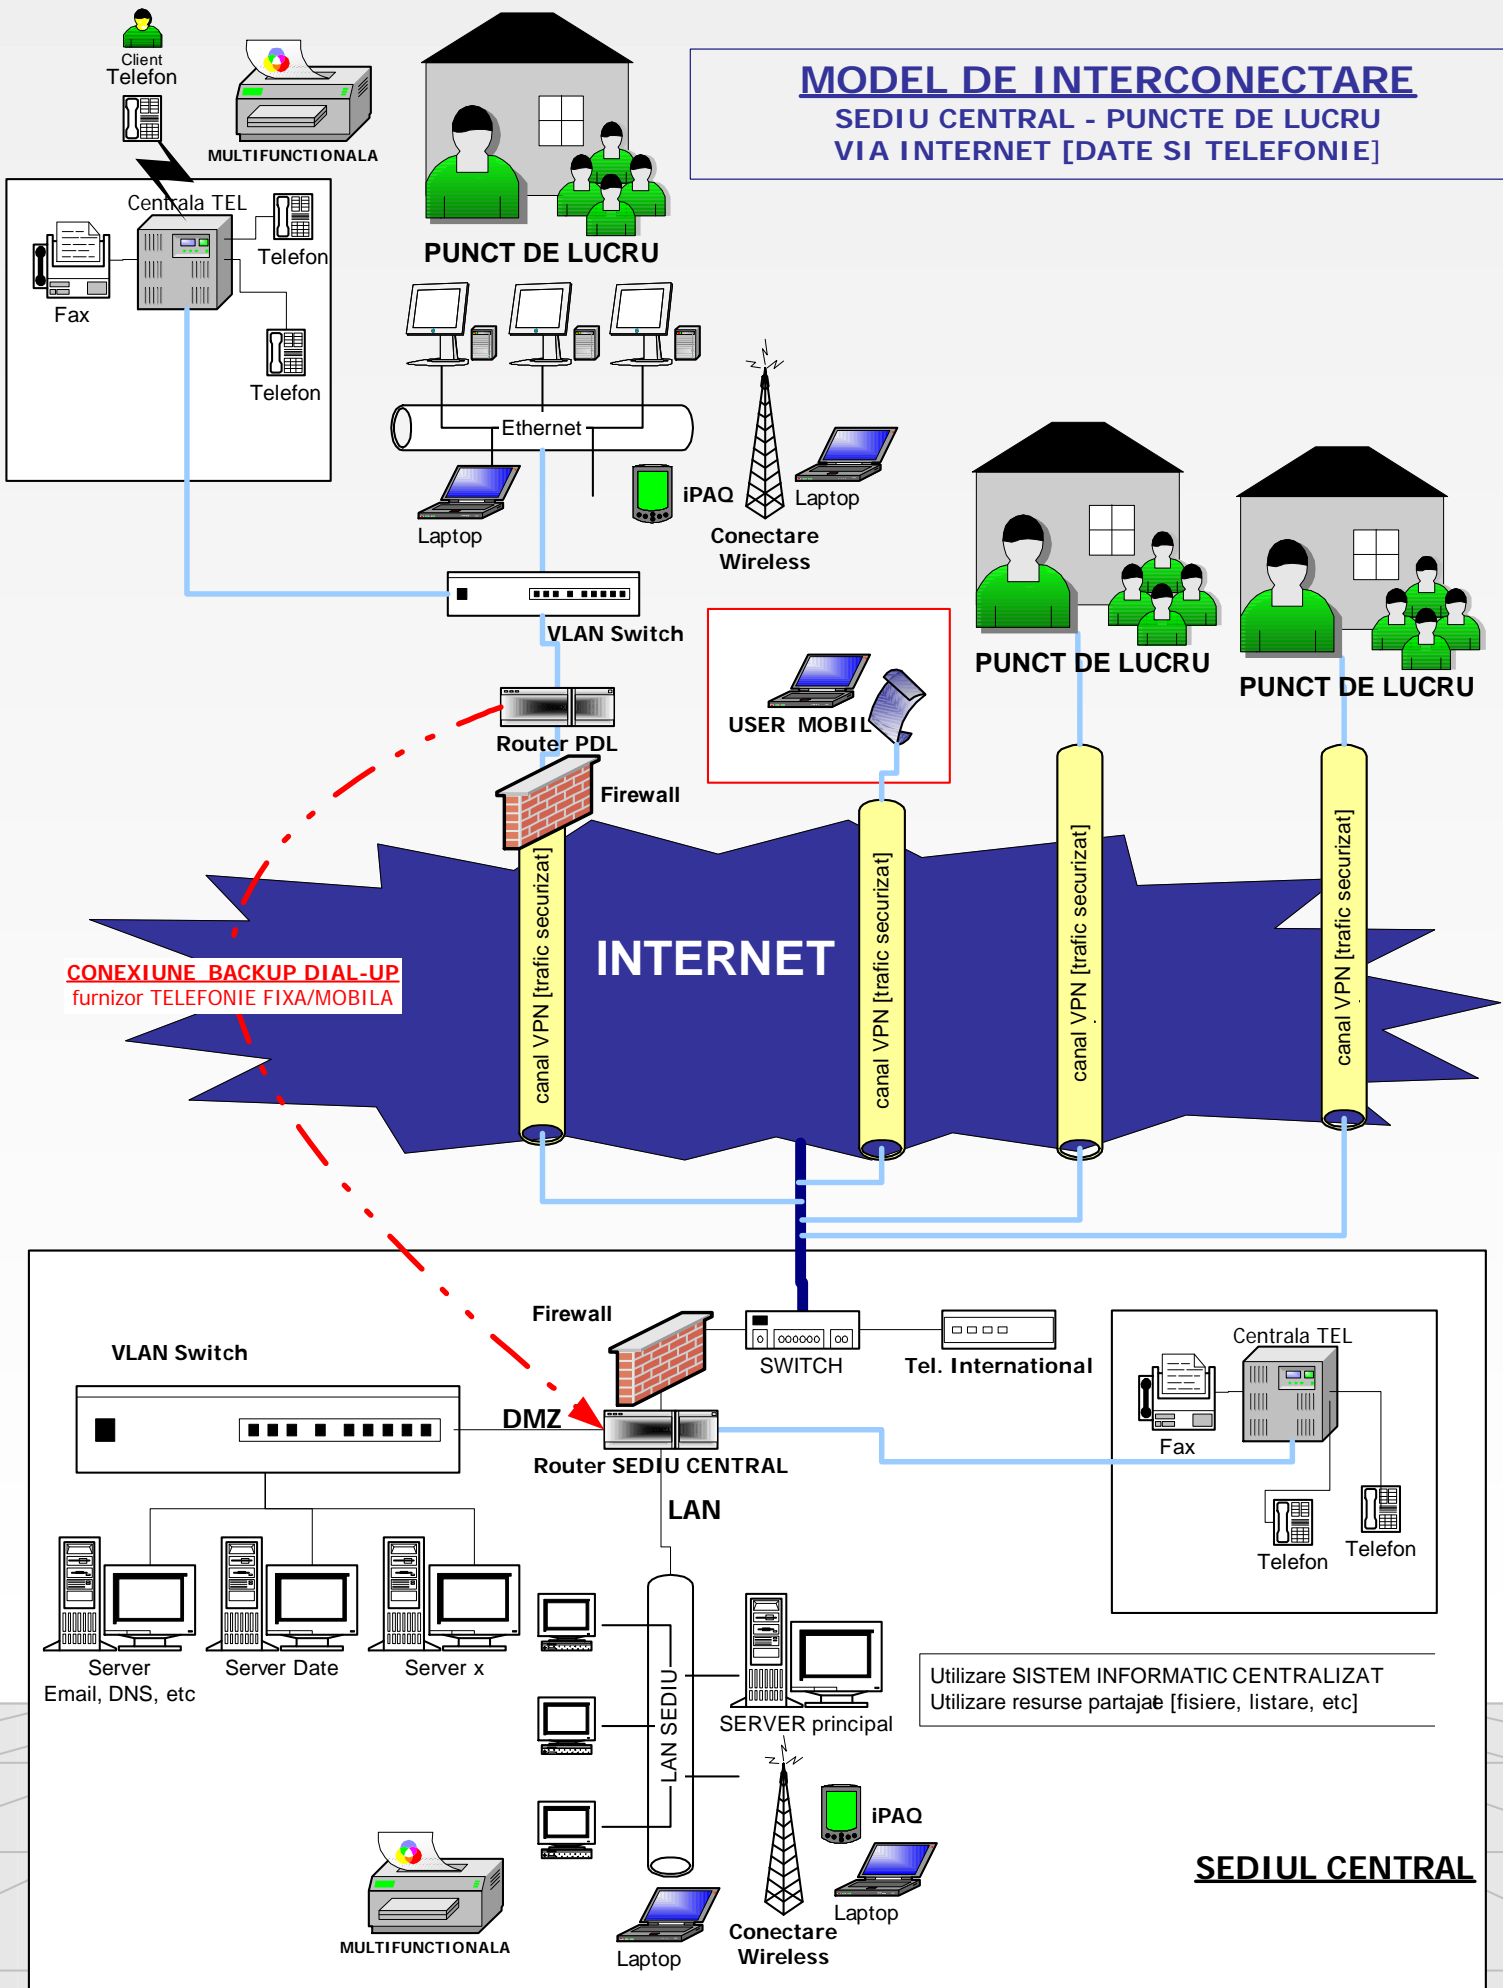 MODEL DE INTERCONECTARE
SEDIU CENTRAL - PUNCTE DE LUCRU
VIA INTERNET [DATE SI TELEFONIE]
Client
Telefon
MULTIFUNCTIONALA
Centrala TEL
Telefon
Fax
Telefon
PUNCT DE LUCRU
Ethernet
Laptop
iPAQ
Laptop
Conectare
Wireless
VLAN Switch
PUNCT DE LUCRU
PUNCT DE LUCRU
USER MOBIL
Router PDL
Firewall
canal VPN [trafic securizat]
canal VPN [trafic securizat]
canal VPN [trafic securizat]
canal VPN [trafic securizat]
INTERNET
CONEXIUNE BACKUP DIAL-UP
furnizor TELEFONIE FIXA/MOBILA
Firewall
SWITCH
Tel. International
Centrala TEL
Fax
Telefon
Telefon
VLAN Switch
DMZ
Router SEDIU CENTRAL
LAN
Server
Email, DNS, etc
Server Date
Server x
LAN SEDIU
SERVER principal
Utilizare SISTEM INFORMATIC CENTRALIZAT
Utilizare resurse partajate [fisiere, listare, etc]
iPAQ
Laptop
Conectare
Wireless
Laptop
MULTIFUNCTIONALA
SEDIUL CENTRAL